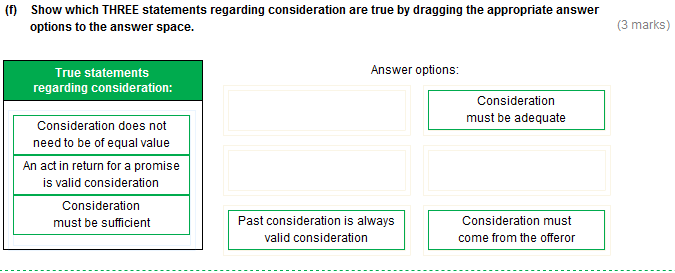 (f) Show which THREE statements regarding consideration are true by dragging the appropriate answer
options to the answer space.
(3 marks)
True statements
regarding consideration:
Consideration does not
need to be of equal value
An act in return for a promise
is valid consideration
Consideration
must be sufficient
Answer options:
Consideration
must be adequate
Past consideration is always
valid consideration
Consideration must
come from the offeror